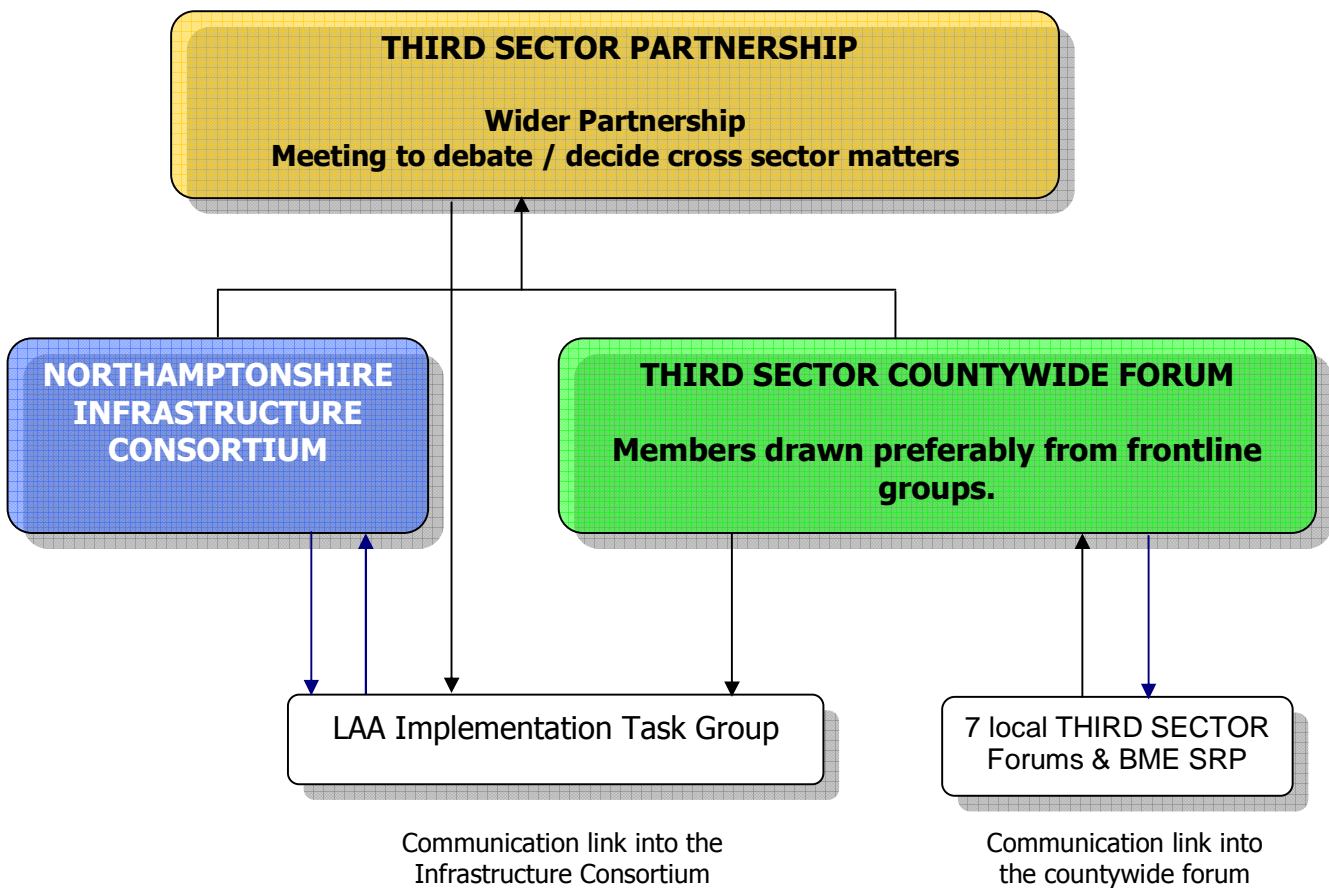 THIRD SECTOR PARTNERSHIP
Wider Partnership
Meeting to debate / decide cross sector matters
NORTHAMPTONSHIRE
INFRASTRUCTURE
CONSORTIUM
THIRD SECTOR COUNTYWIDE FORUM
Members drawn preferably from frontline
groups.
LAA Implementation Task Group
7 local THIRD SECTOR
Forums & BME SRP
Communication link into the
Infrastructure Consortium
Communication link into
the countywide forum